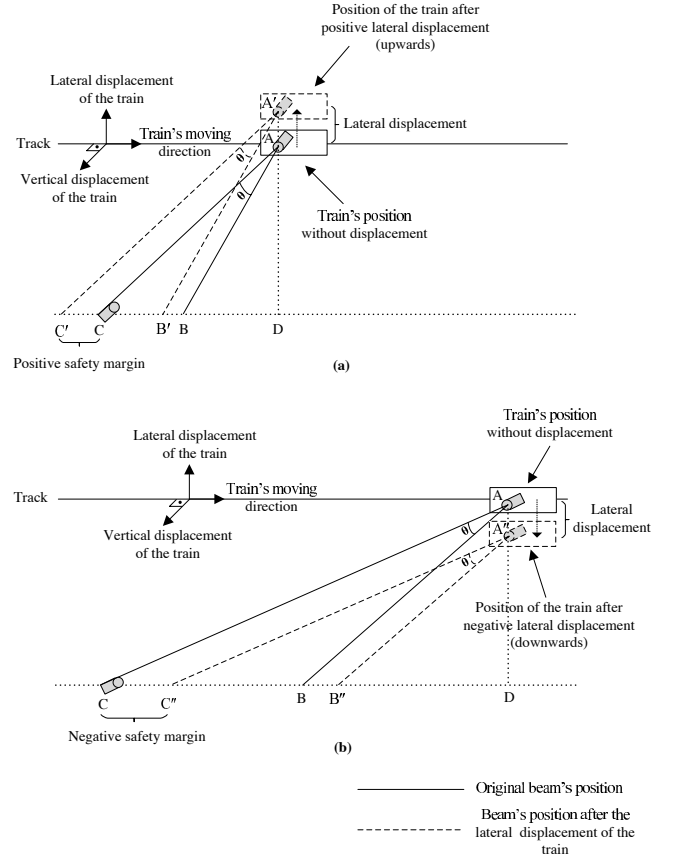 Position of the train after
positive lateral displacement
(upwards)
Lateral displacement
of the train
A′
Lateral displacement
Track
Train's moving
direction
A
θ
Vertical displacement
of the train
θ
Train's position
without displacement
C′ C B′ B D
Positive safety margin
(a)
Train's position
without displacement
Lateral displacement
of the train
Track
Train's moving
direction
A
Lateral
displacement
Vertical displacement
of the train
θ
A″
θ
Position of the train after
negative lateral displacement
(downwards)
C C″ B B″ D
Negative safety margin
(b)
Original beam's position
Beam's position after the
lateral displacement of the
train